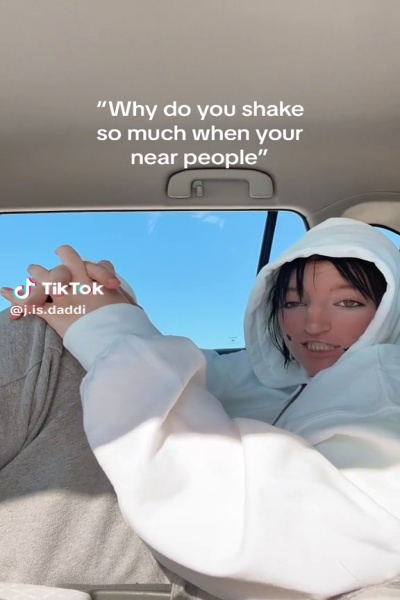 “Why do you shake
so much when your
near people”
TikTok
@j.is.daddi